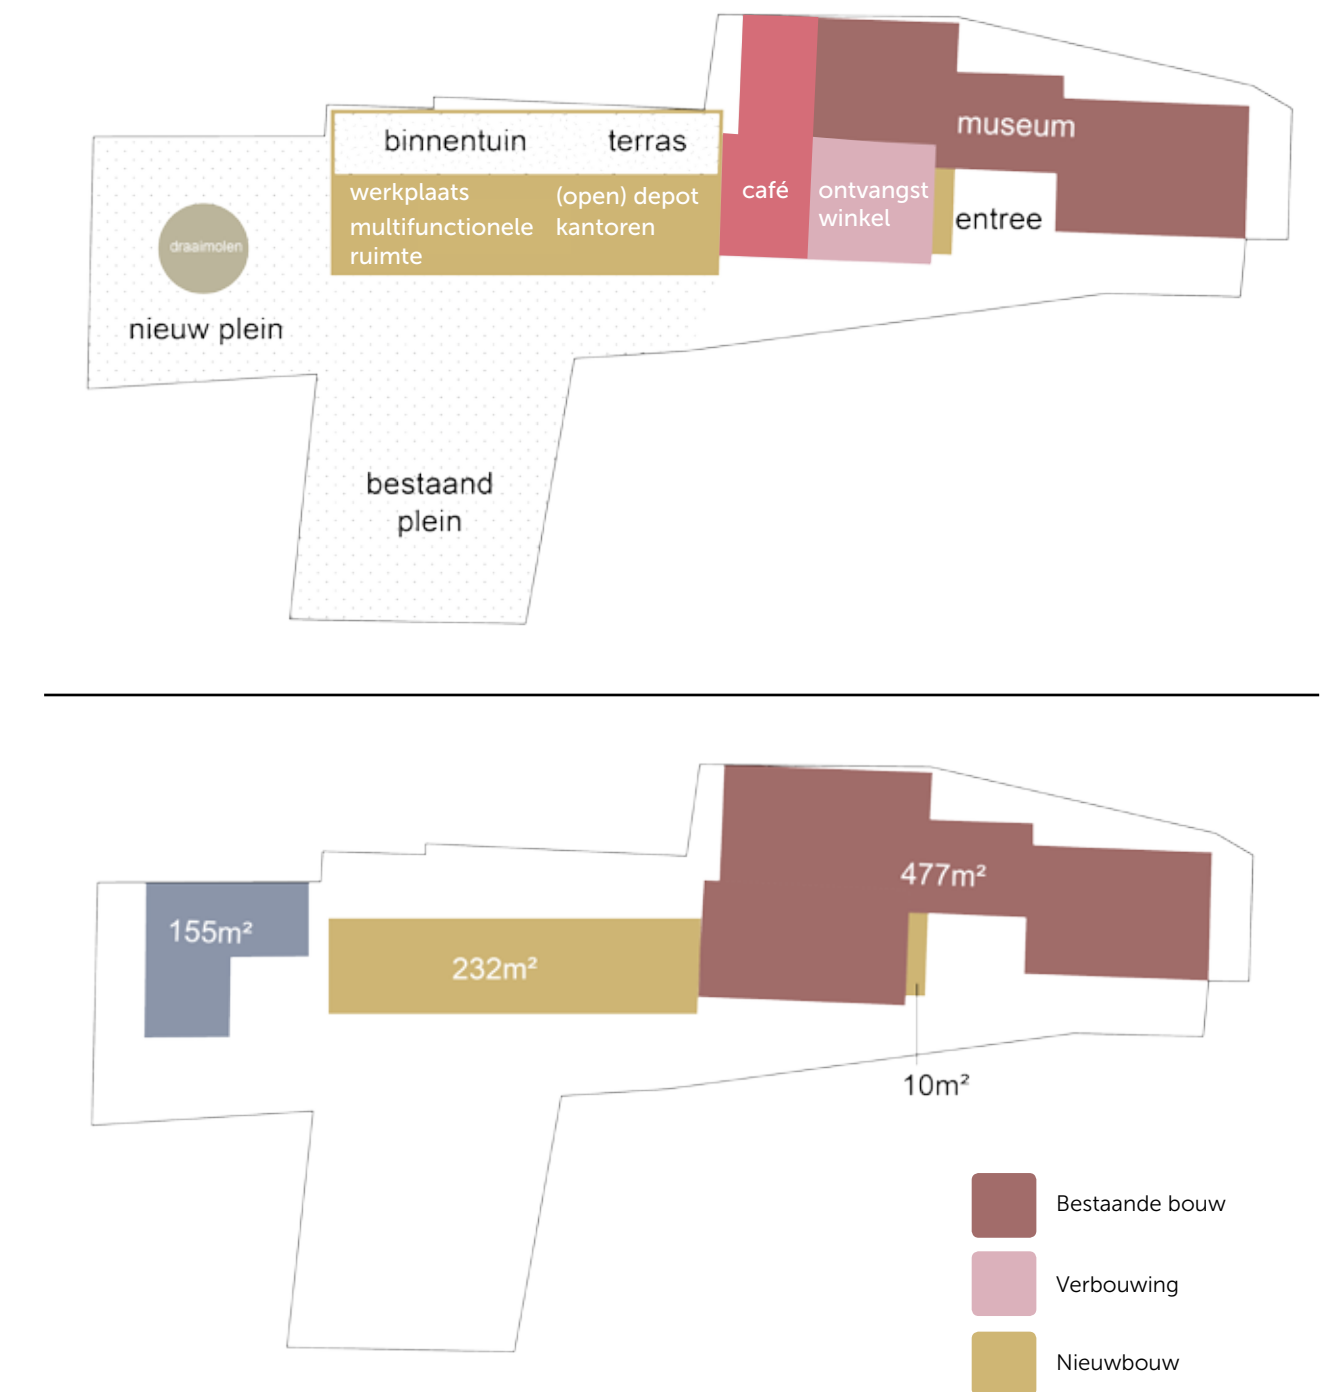 binnentuin
terras
werkplaats
multifunctionele
ruimte
(open) depot
kantoren
café
ontvangst
winkel
museum
entree
draaimolen
nieuw plein
bestaand
plein
155m²
232m²
477m²
10m²
Bestaande bouw
Verbouwing
Nieuwbouw